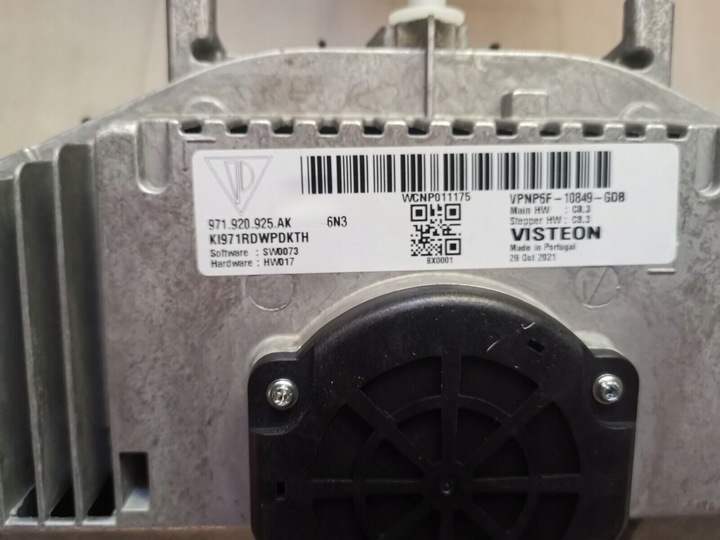 WCNP011175
VPNP5F-10849-GDB
971.920.925.AK 6N3
Main HW : C8.3
Stepper HW : C8.3
KI971RDWPDKTH
VISTEON
Software : SW0073
Made in Portugal
Hardware : HW017
8X0001
28 Oct 2021